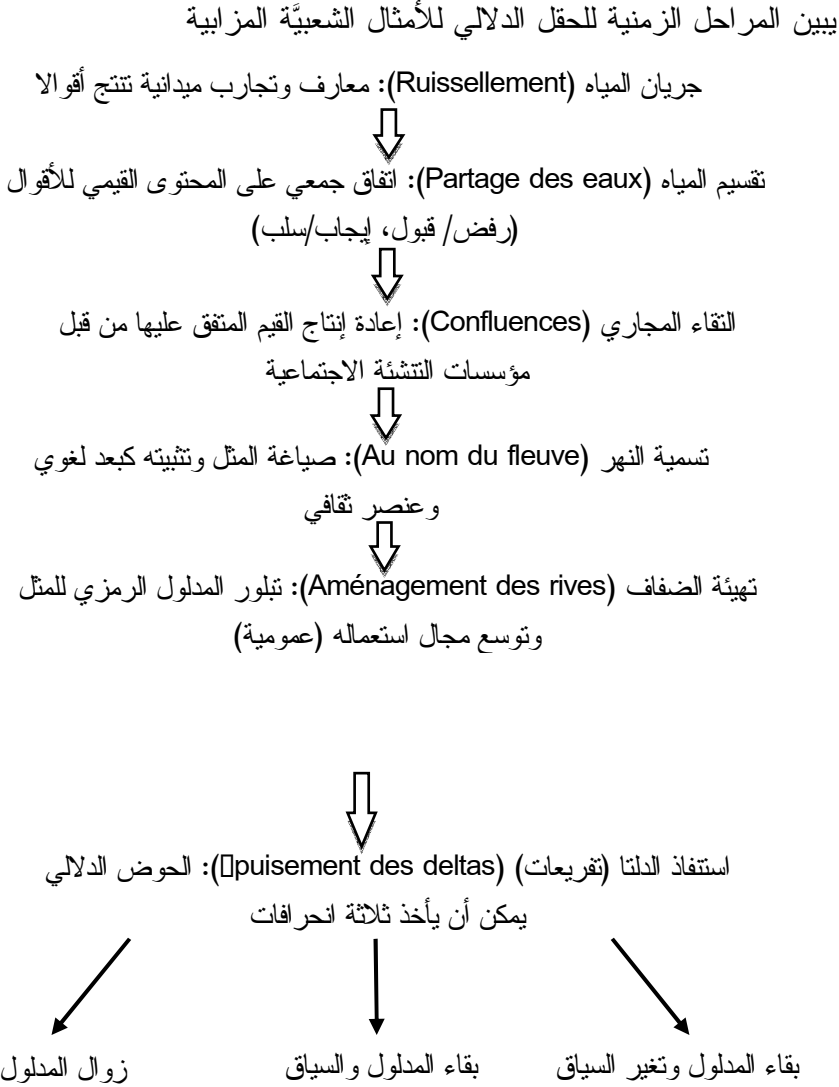 يبين المراحل الزمنية للحقل الدلالي للأمثال الشعبيَّة المزابية
جريان المياه (Ruissellement): معارف وتجارب ميدانية تنتج أقوالا
تقسيم المياه (Partage des eaux): اتفاق جمعي على المحتوى القيمي للأقوال
(رفض/ قبول، إيجاب/سلب)
التقاء المجاري (Confluences): إعادة إنتاج القيم المتفق عليها من قبل
مؤسسات التنشئة الاجتماعية
تسمية النهر (Au nom du fleuve): صياغة المثل وتثبيته كبعد لغوي
وعنصر ثقافي
تهيئة الضفاف (Aménagement des rives): تبلور المدلول الرمزي للمثل
وتوسع مجال استعماله (عمومية)
استنفاذ الدلتا (تفريعات) (▯puisement des deltas): الحوض الدلالي
يمكن أن يأخذ ثلاثة انحرافات
بقاء المدلول وتغير السياق بقاء المدلول والسياق زوال المدلول